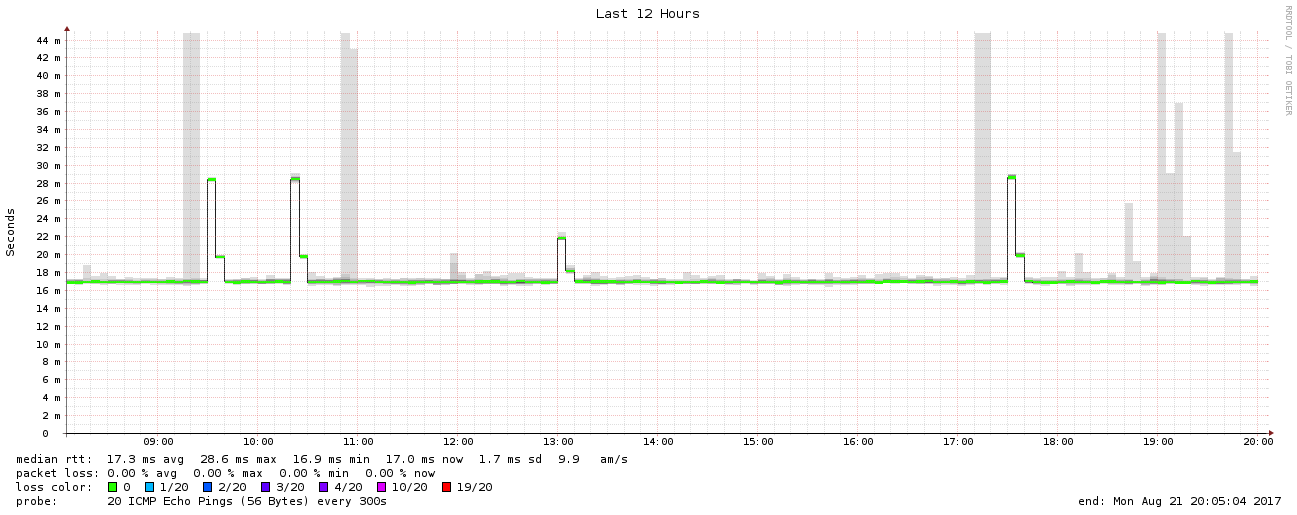 Last 12 Hours
RRDTOOL / TOBI OETIKER
Seconds
44 m
42 m
40 m
38 m
36 m
34 m
32 m
30 m
28 m
26 m
24 m
22 m
20 m
18 m
16 m
14 m
12 m
10 m
8 m
6 m
4 m
2 m
0
09:00 10:00 11:00 12:00 13:00 14:00 15:00 16:00 17:00 18:00 19:00 20:00
median rtt: 17.3 ms avg 28.6 ms max 16.9 ms min 17.0 ms now 1.7 ms sd 9.9 am/s
packet loss: 0.00 % avg 0.00 % max 0.00 % min 0.00 % now
loss color: 0 1/20 2/20 3/20 4/20 10/20 19/20
probe: 20 ICMP Echo Pings (56 Bytes) every 300s end: Mon Aug 21 20:05:04 2017